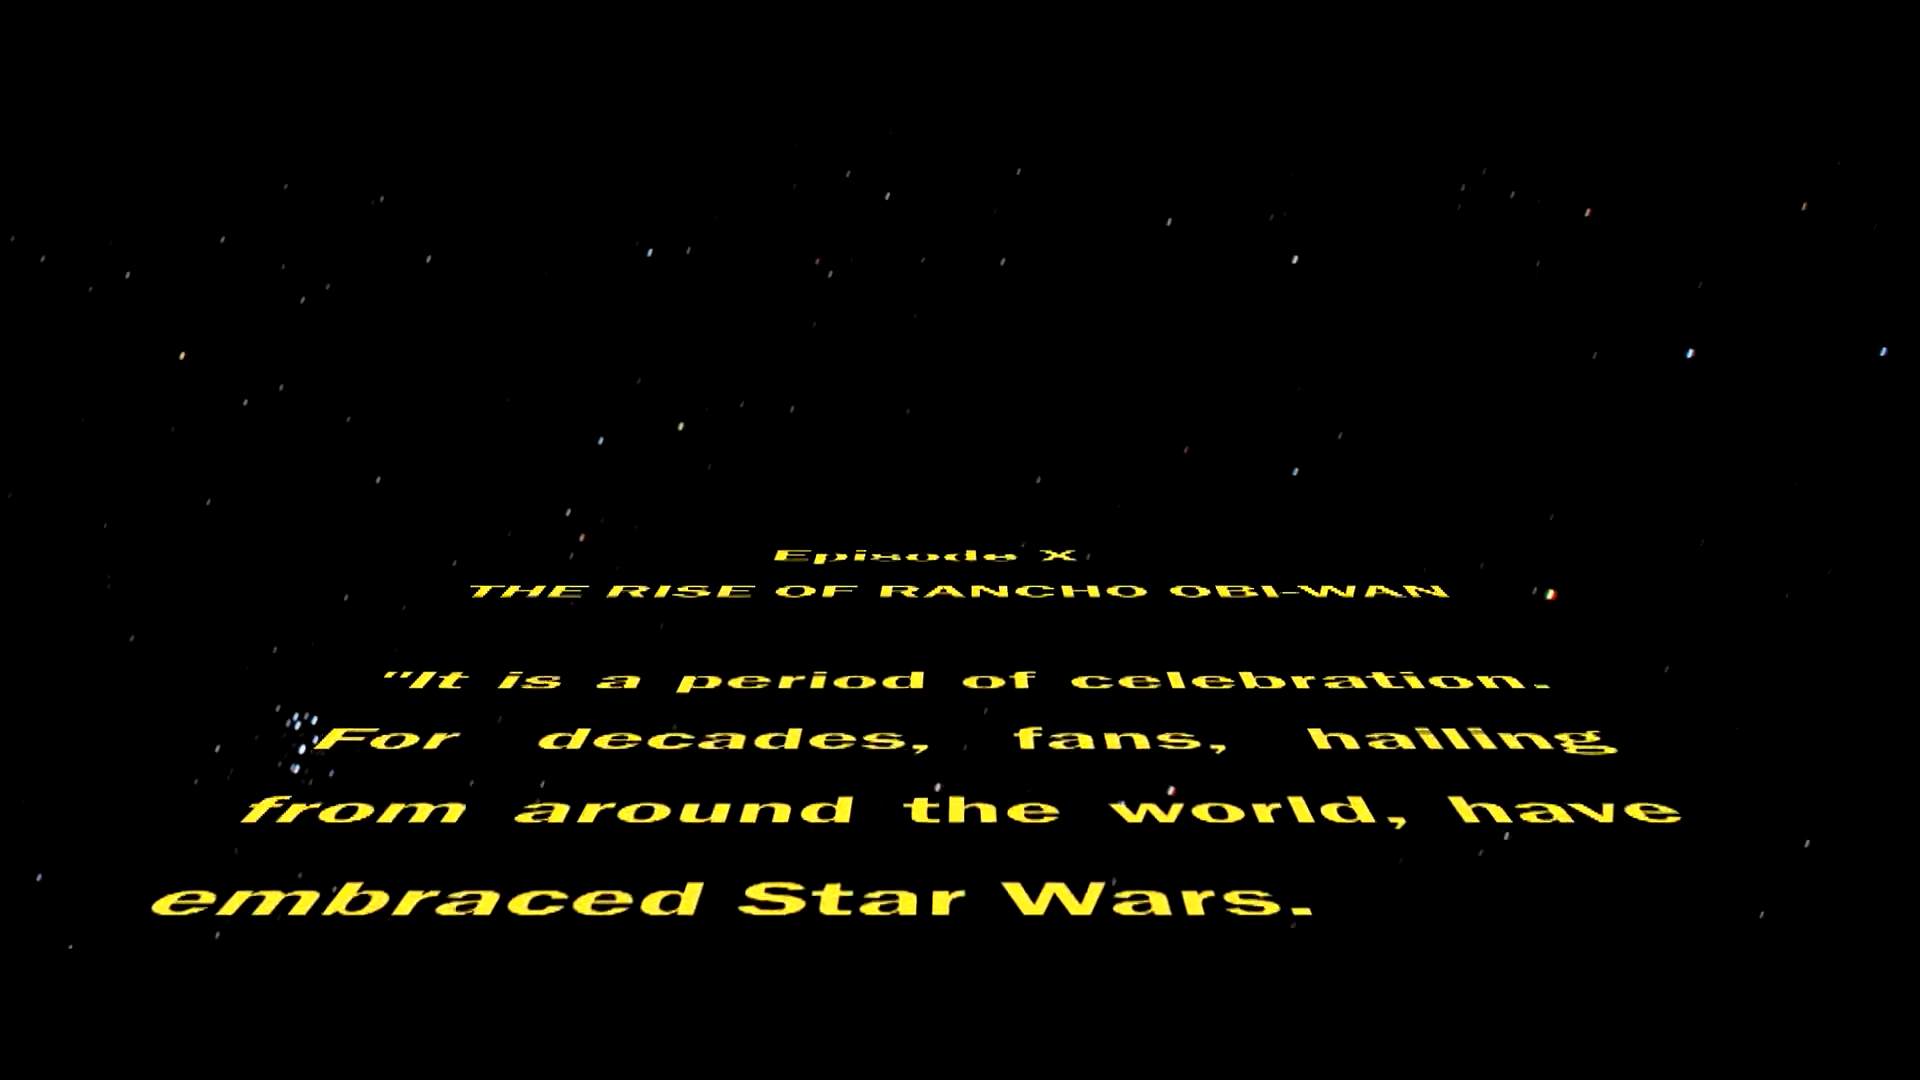 Episode X
THE RISE OF RANCHO OBI-WAN
"It is a period of celebration.
For decades, fans, hailing
from around the world, have
embraced Star Wars.